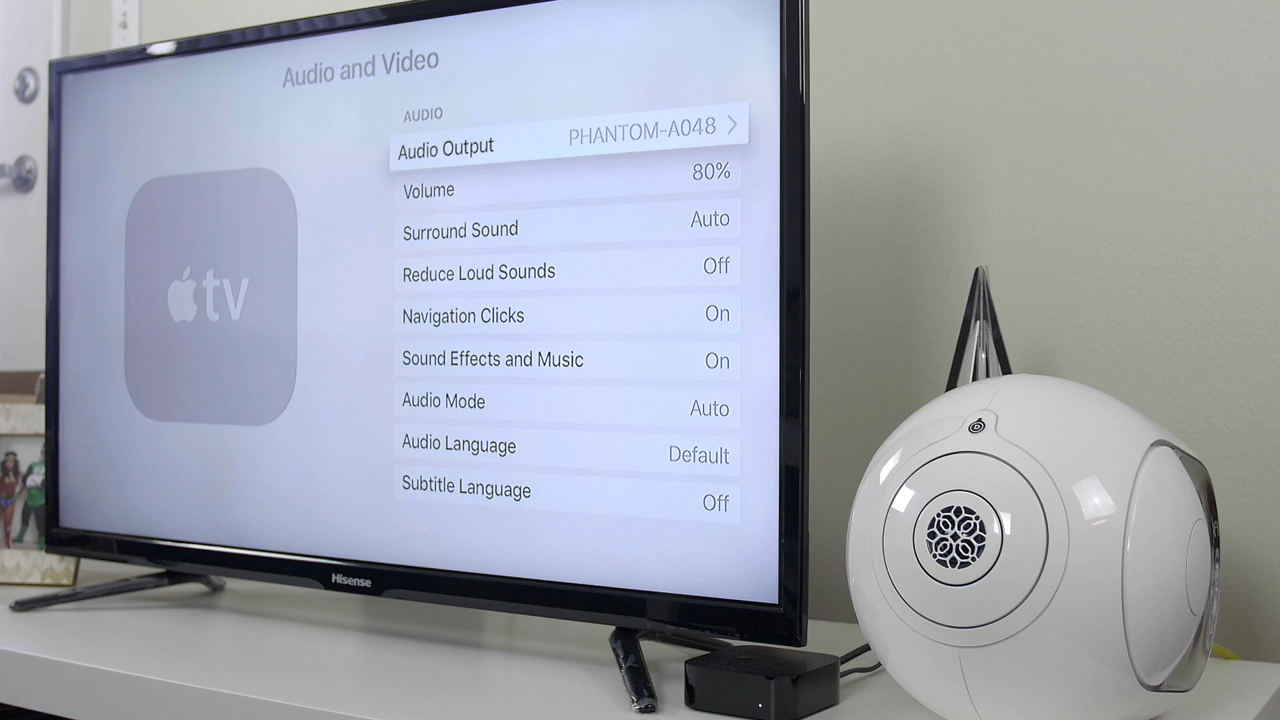 Audio and Video
AUDIO
Audio Output PHANTOM-A048
Volume 80%
Surround Sound Auto
Reduce Loud Sounds Off
Navigation Clicks On
Sound Effects and Music On
Audio Mode Auto
Audio Language Default
Subtitle Language Off
tv
Hisense